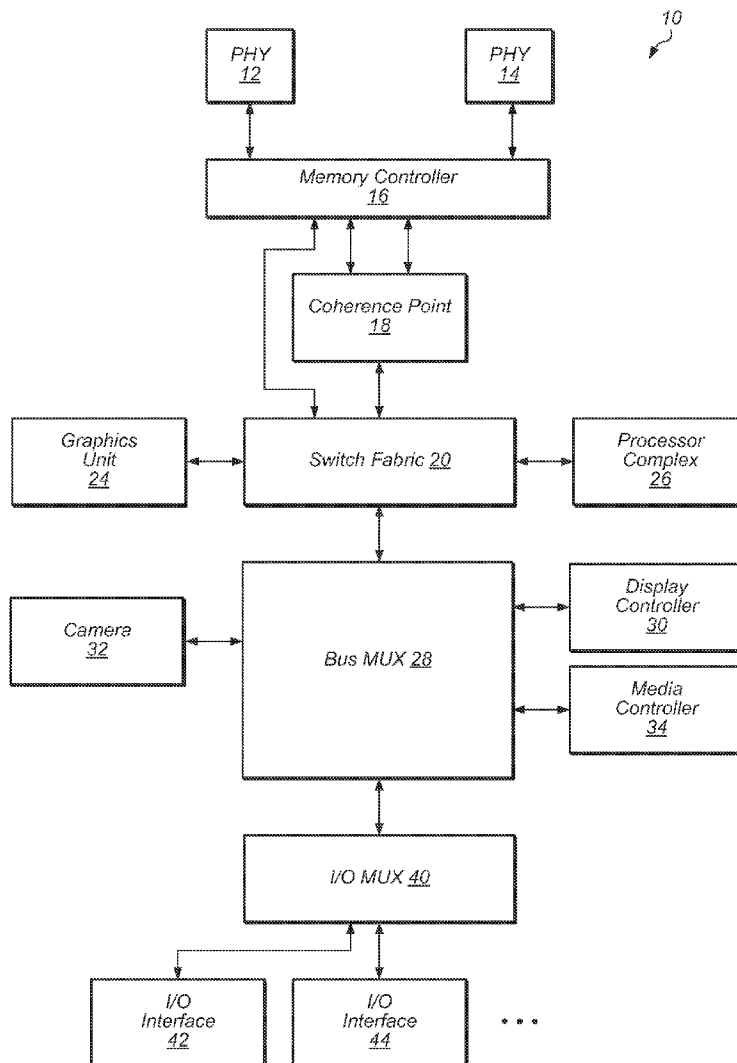 10
PHY
12
PHY
14
Memory Controller
16
Coherence Point
18
Graphics
Unit
24
Switch Fabric 20
Processor
Complex
26
Camera
32
Bus MUX 28
Display
Controller
30
Media
Controller
34
I/O MUX 40
I/O
Interface
42
I/O
Interface
44
• • •